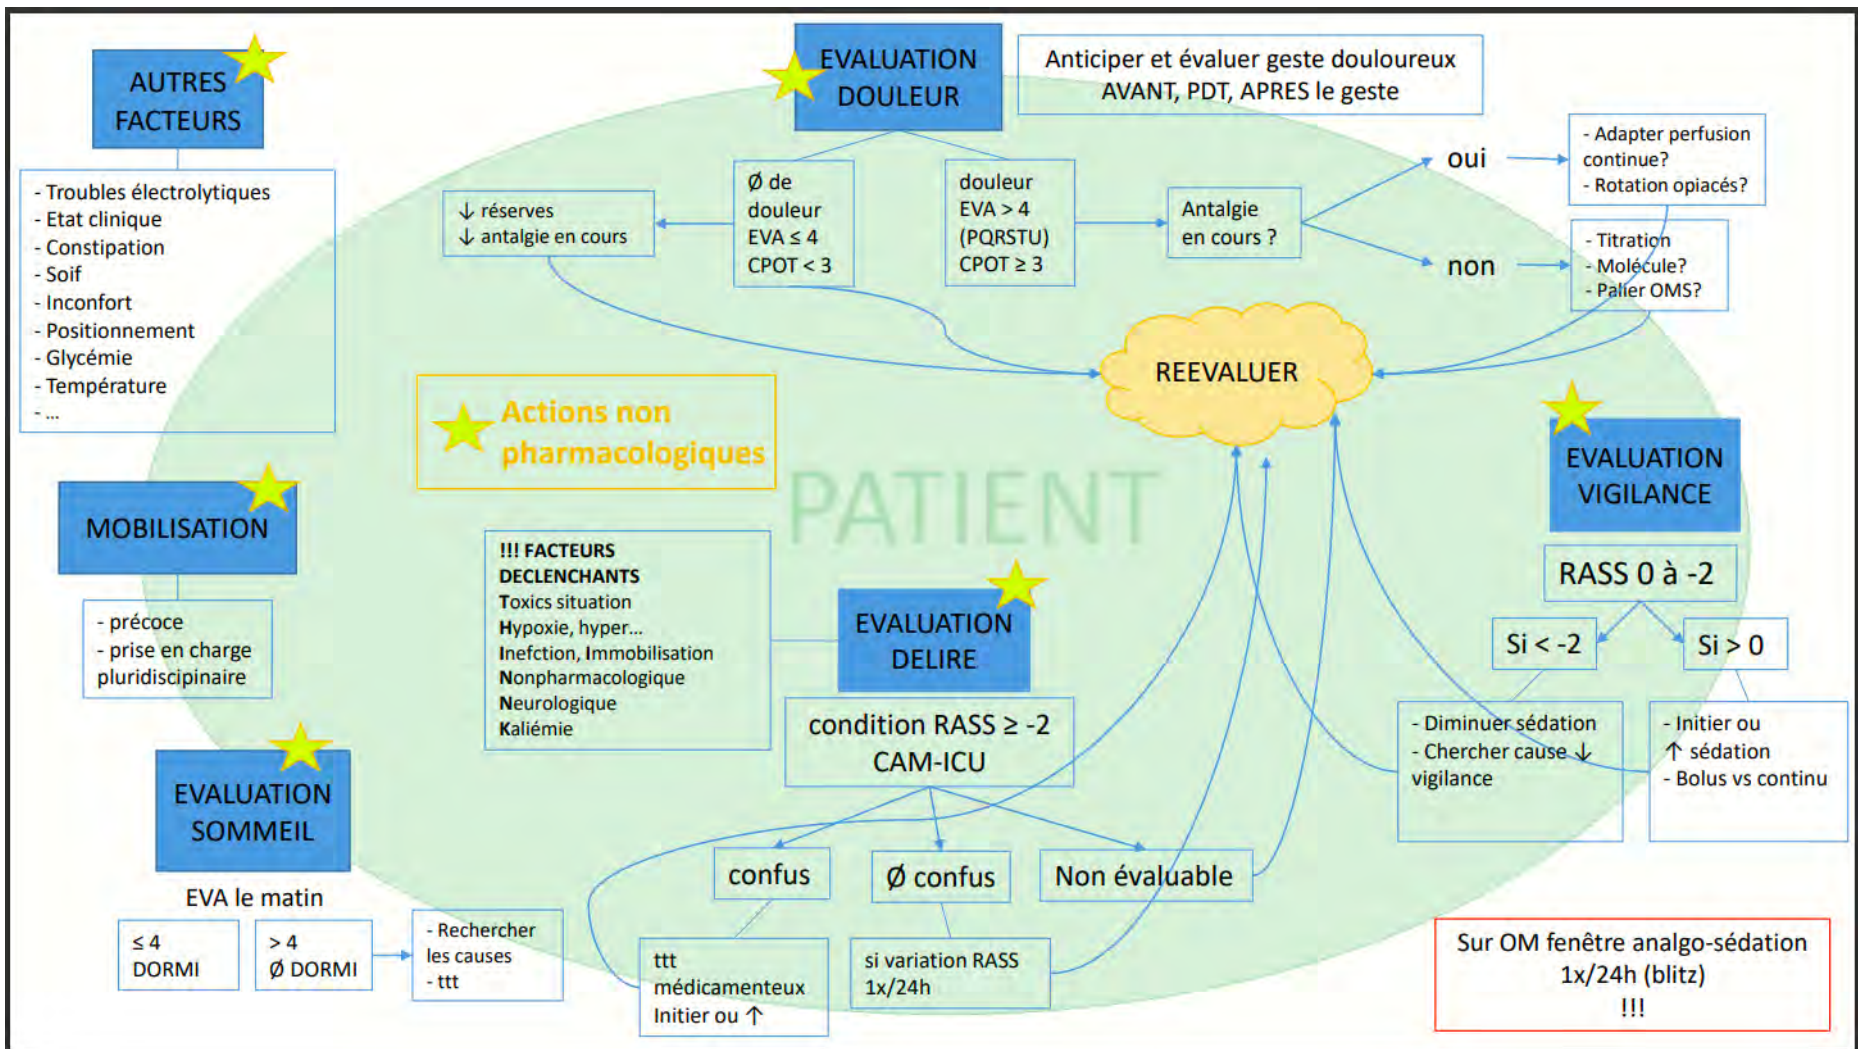 AUTRES
FACTEURS
- Troubles électrolytiques
- Etat clinique
- Constipation
- Soif
- Inconfort
- Positionnement
- Glycémie
- Température
- ...
EVALUATION
DOULEUR
Anticiper et évaluer geste douloureux
AVANT, PDT, APRES le geste
↓ réserves
↓ antalgie en cours
Ø de
douleur
EVA ≤ 4
CPOT < 3
douleur
EVA > 4
(PQRSTU)
CPOT ≥ 3
Antalgie
en cours ?
oui
non
- Adapter perfusion
continue?
- Rotation opiacés?
- Titration
- Molécule?
- Palier OMS?
REEVALUER
Actions non
pharmacologiques
PATIENT
EVALUATION
VIGILANCE
RASS 0 à -2
Si < -2
Si > 0
- Diminuer sédation
- Chercher cause ↓
vigilance
- Initier ou
↑ sédation
- Bolus vs continu
MOBILISATION
- précoce
- prise en charge
pluridiscipinaire
!!! FACTEURS
DECLENCHANTS
Toxics situation
Hypoxie, hyper...
Inefction, Immobilisation
Nonpharmacologique
Neurologique
Kaliémie
EVALUATION
DELIRE
condition RASS ≥ -2
CAM-ICU
confus
Ø confus
Non évaluable
ttt
médicamenteux
Initier ou ↑
si variation RASS
1x/24h
EVALUATION
SOMMEIL
EVA le matin
≤ 4
DORMI
> 4
Ø DORMI
- Rechercher
les causes
- ttt
Sur OM fenêtre analgo-sédation
1x/24h (blitz)
!!!